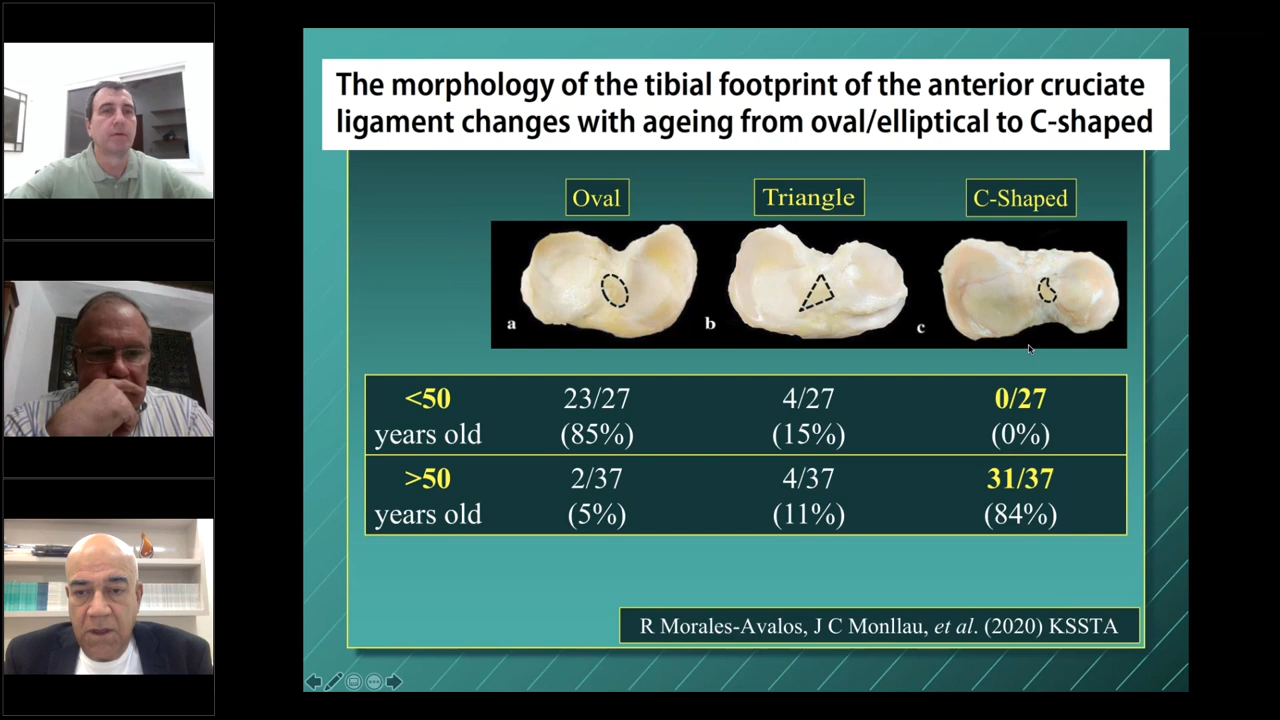 The morphology of the tibial footprint of the anterior cruciate
ligament changes with ageing from oval/elliptical to C-shaped
Oval Triangle C-Shaped
a b c
<50 23/27 4/27 0/27
years old (85%) (15%) (0%)
>50 2/37 4/37 31/37
years old (5%) (11%) (84%)
R Morales-Avalos, J C Monllau, et al. (2020) KSSTA